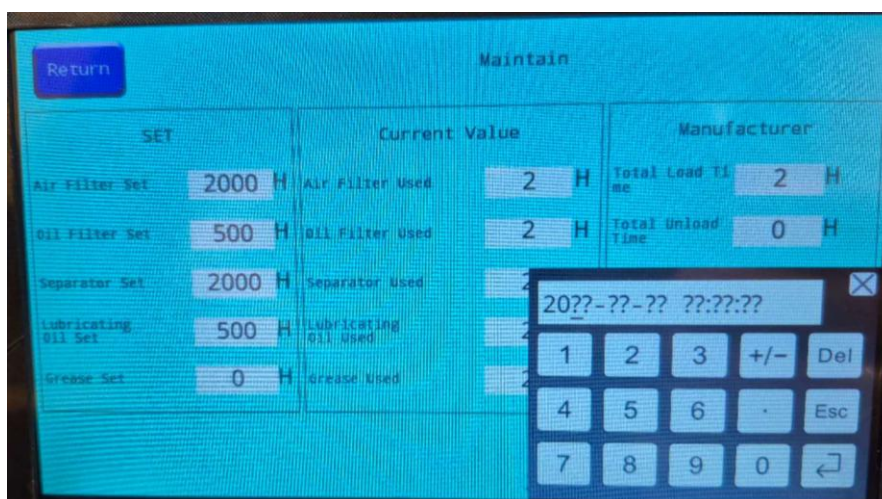 Return
Maintain
SET
Air Filter Set 2000 H
Oil Filter Set 500 H
Separator Set 2000 H
Lubricating
Oil Set 500 H
Grease Set 0 H
Current Value
Air Filter Used 2 H
Oil Filter Used 2 H
Separator Used
Lubricating
Oil Used
Grease Used
Manufacturer
Total Load Ti
me 2 H
Total Unload
Time 0 H
20??-??-?? ??:??:??
1 2 3 +/- Del
4 5 6 . Esc
7 8 9 0